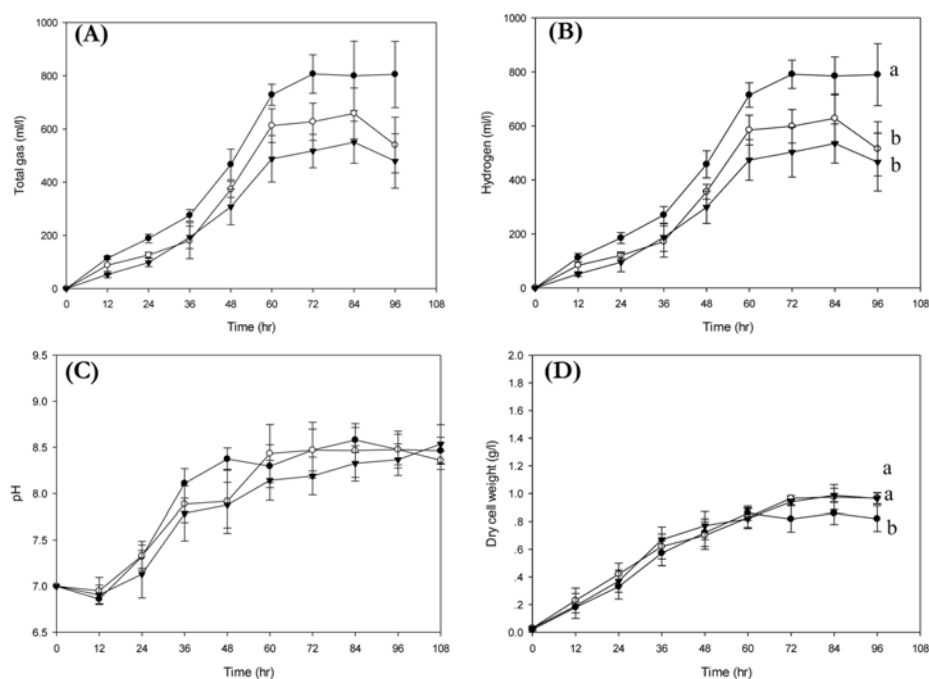 (A)
Total gas (ml/l)
1000
800
600
400
200
0
0 12 24 36 48 60 72 84 96 108
Time (hr)
(B)
Hydrogen (ml/l)
1000
800
600
400
200
0
a
b
b
0 12 24 36 48 60 72 84 96 108
Time (hr)
(C)
pH
9.5
9.0
8.5
8.0
7.5
7.0
6.5
0 12 24 36 48 60 72 84 96 108
Time (hr)
(D)
Dry cell weight (g/l)
2.0
1.8
1.6
1.4
1.2
1.0
.8
.6
.4
.2
0.0
a
a
b
0 12 24 36 48 60 72 84 96 108
Time (hr)